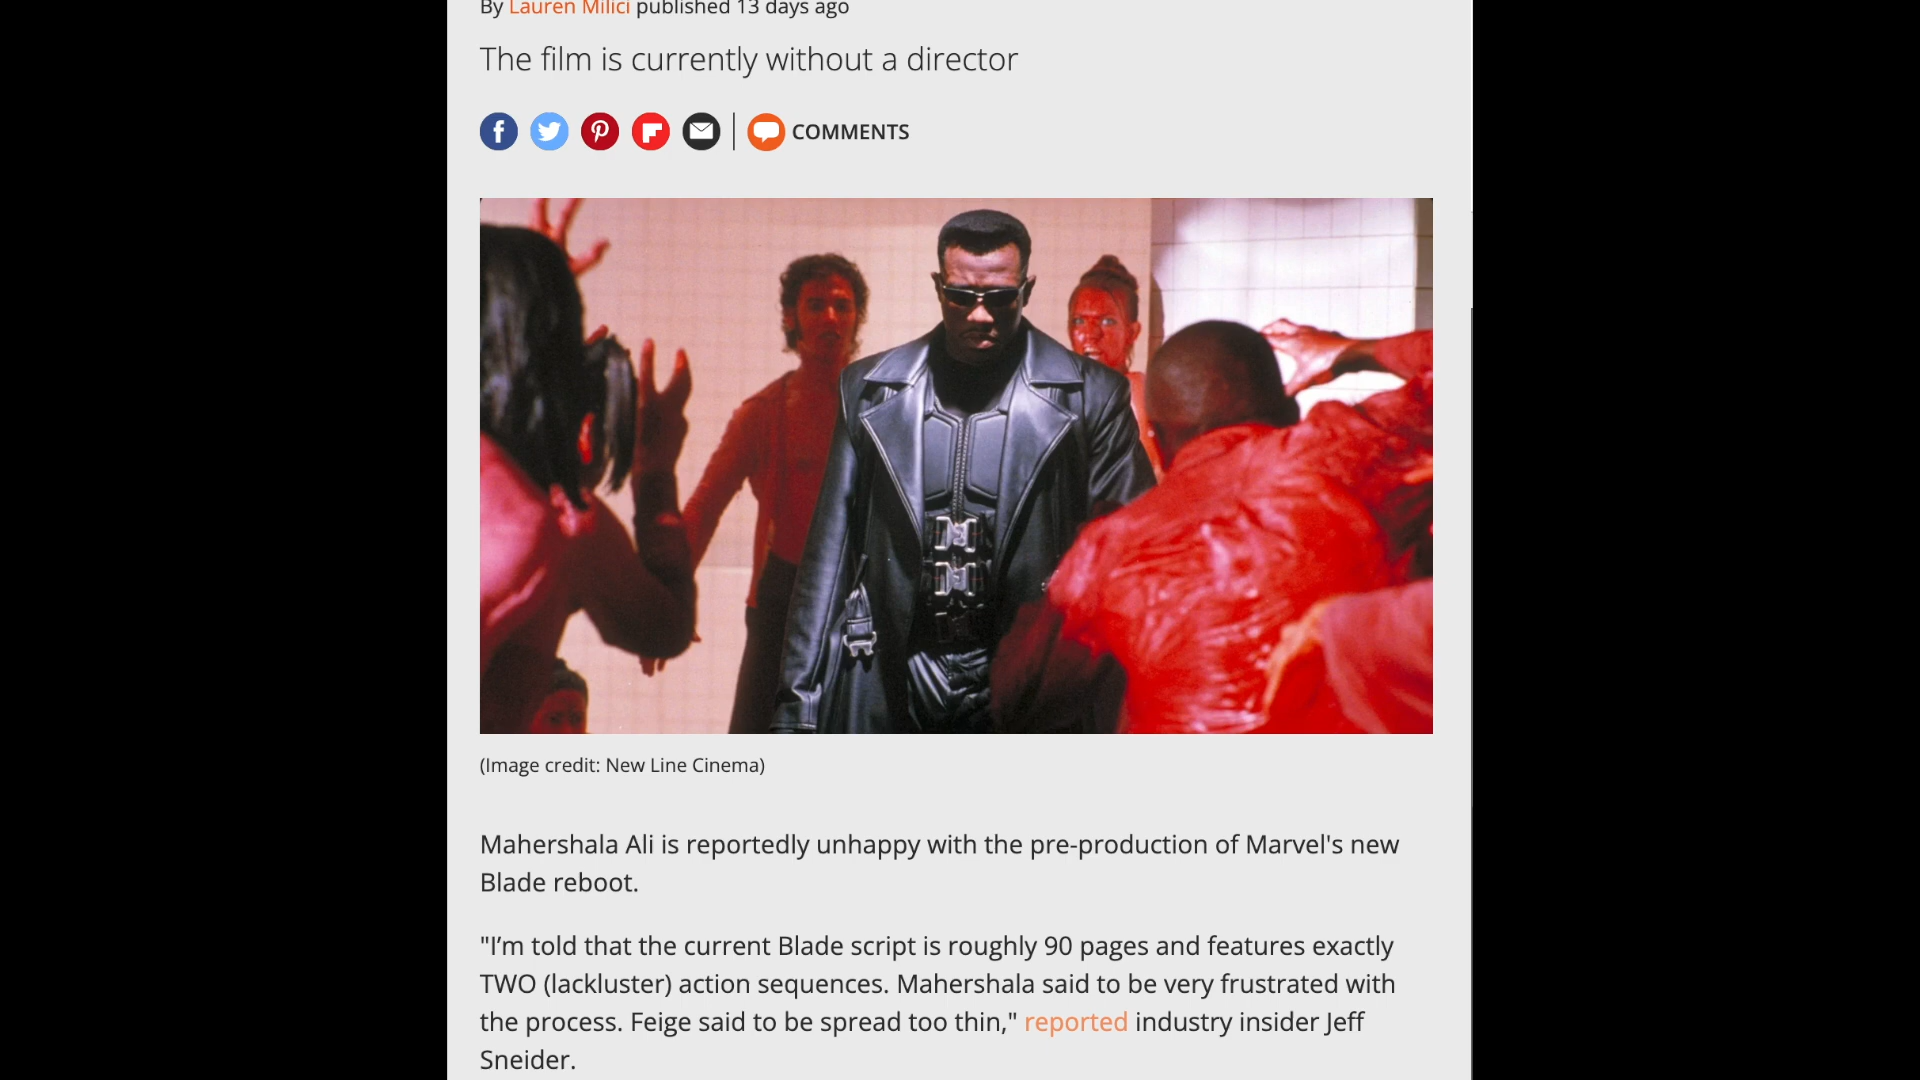 By Lauren Milici published 13 days ago
The film is currently without a director
COMMENTS
(Image credit: New Line Cinema)
Mahershala Ali is reportedly unhappy with the pre-production of Marvel's new
Blade reboot.
"I’m told that the current Blade script is roughly 90 pages and features exactly
TWO (lackluster) action sequences. Mahershala said to be very frustrated with
the process. Feige said to be spread too thin," reported industry insider Jeff
Sneider.